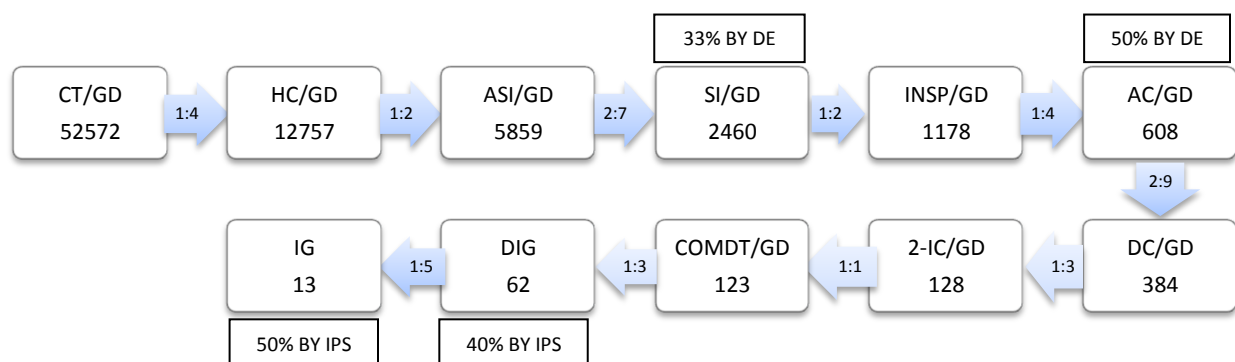 33% BY DE
50% BY DE
CT/GD
52572
1:4
HC/GD
12757
1:2
ASI/GD
5859
2:7
SI/GD
2460
1:2
INSP/GD
1178
1:4
AC/GD
608
2:9
IG
13
1:5
DIG
62
1:3
COMDT/GD
123
1:1
2-IC/GD
128
1:3
DC/GD
384
50% BY IPS
40% BY IPS